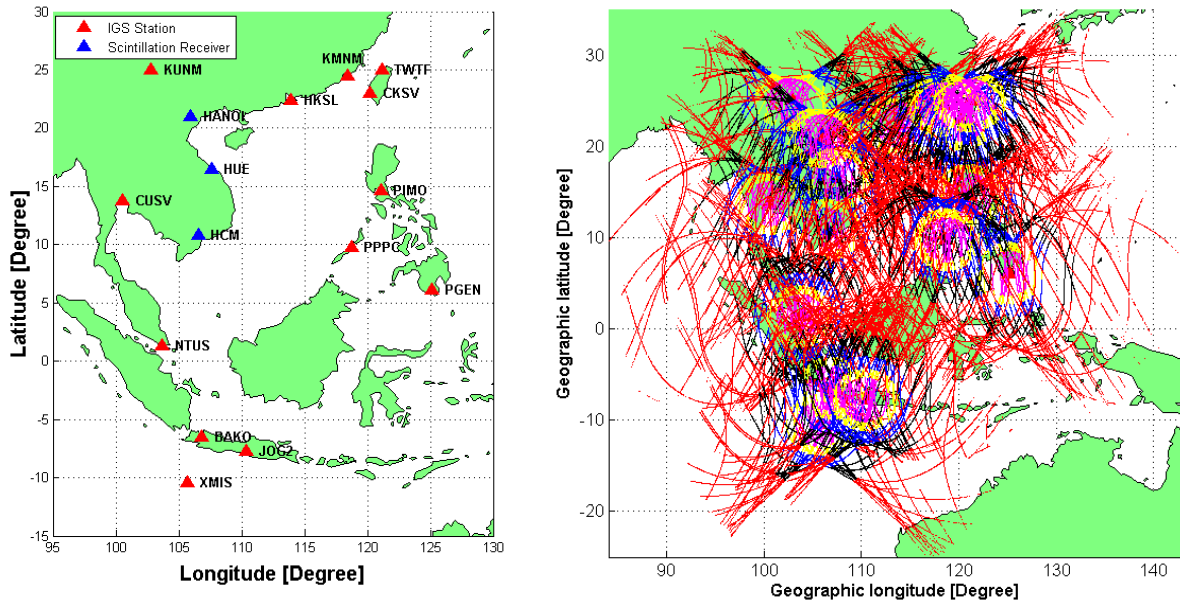 30
25
20
15
10
5
0
-5
-10
-15
95
100
105
110
115
120
125
130
Latitude [Degree]
Longitude [Degree]
IGS Station
Scintillation Receiver
KUNM
KMNM
TWTF
HKSL
CKSV
HANOI
HUE
PIMO
CUSV
HCM
PPPC
PGEN
NTUS
BAKO
JOG2
XMIS
30
20
10
0
-10
-20
90
100
110
120
130
140
Geographic latitude [Degree]
Geographic longitude [Degree]